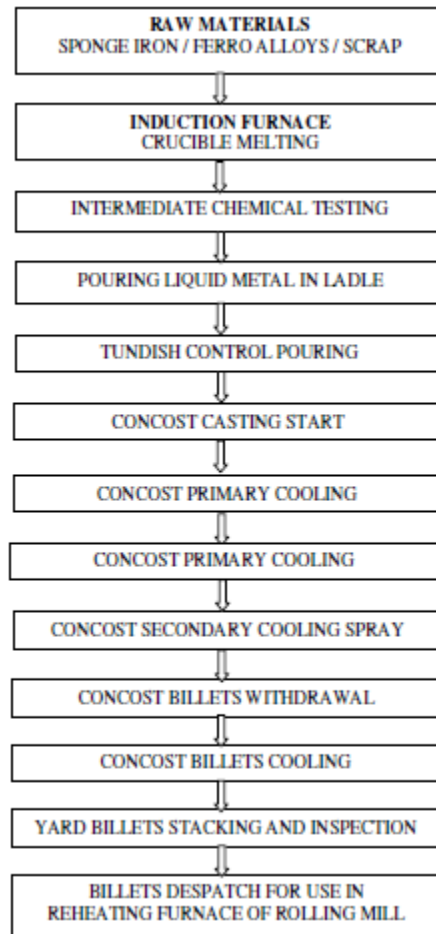 RAW MATERIALS
SPONGE IRON / FERRO ALLOYS / SCRAP
INDUCTION FURNACE
CRUCIBLE MELTING
INTERMEDIATE CHEMICAL TESTING
POURING LIQUID METAL IN LADLE
TUNDISH CONTROL POURING
CONCOST CASTING START
CONCOST PRIMARY COOLING
CONCOST PRIMARY COOLING
CONCOST SECONDARY COOLING SPRAY
CONCOST BILLETS WITHDRAWAL
CONCOST BILLETS COOLING
YARD BILLETS STACKING AND INSPECTION
BILLETS DESPATCH FOR USE IN
REHEATING FURNACE OF ROLLING MILL